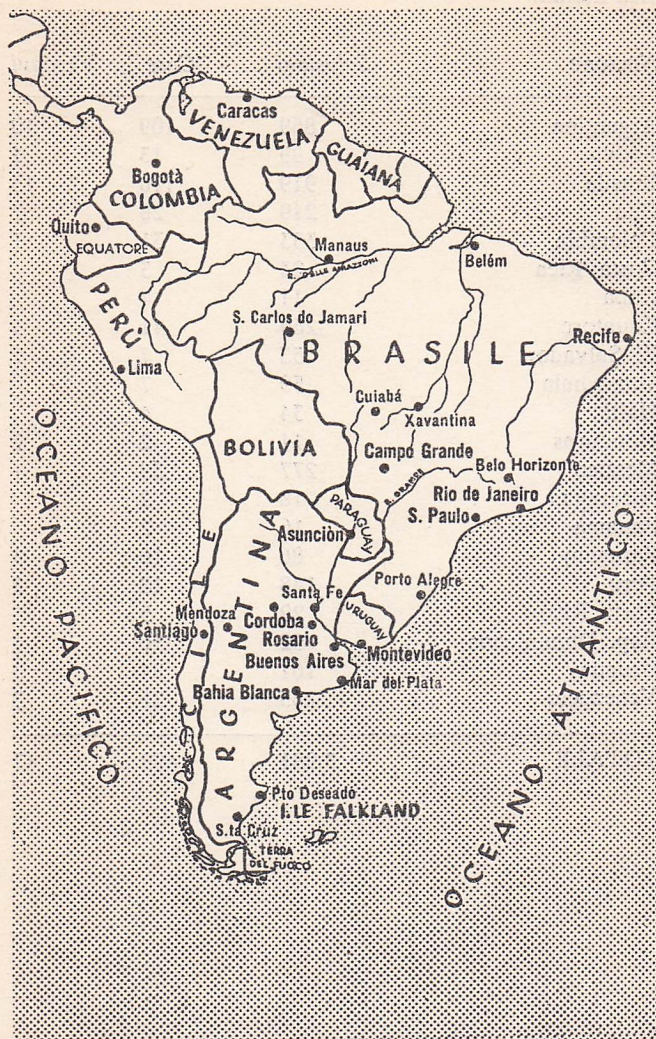 Caracas
VENEZUELA
GUAIANA
Bogotà
COLOMBIA
Quito
EQUATORE
Manaus
R. DELLE AMAZZONI
Belém
PERÙ
S. Carlos do Jamari
BRASILE
Recife
Lima
Cuiabá
Xavantina
OCEANO PACIFICO
BOLIVIA
Campo Grande
Belo Horizonte
R. GRANDE
Rio de Janeiro
S. Paulo
PARAGUAY
Asunciòn
CILE
ARGENTINA
OCEANO ATLANTICO
Porto Alegre
Santa Fe
URUGUAY
Mendoza
Cordoba
Santiago
Rosario
Buenos Aires
Montevideo
Mar del Plata
Bahia Blanca
Pto Deseado
I.LE FALKLAND
S.ta Cruz
TERRA
DEL FUOCO